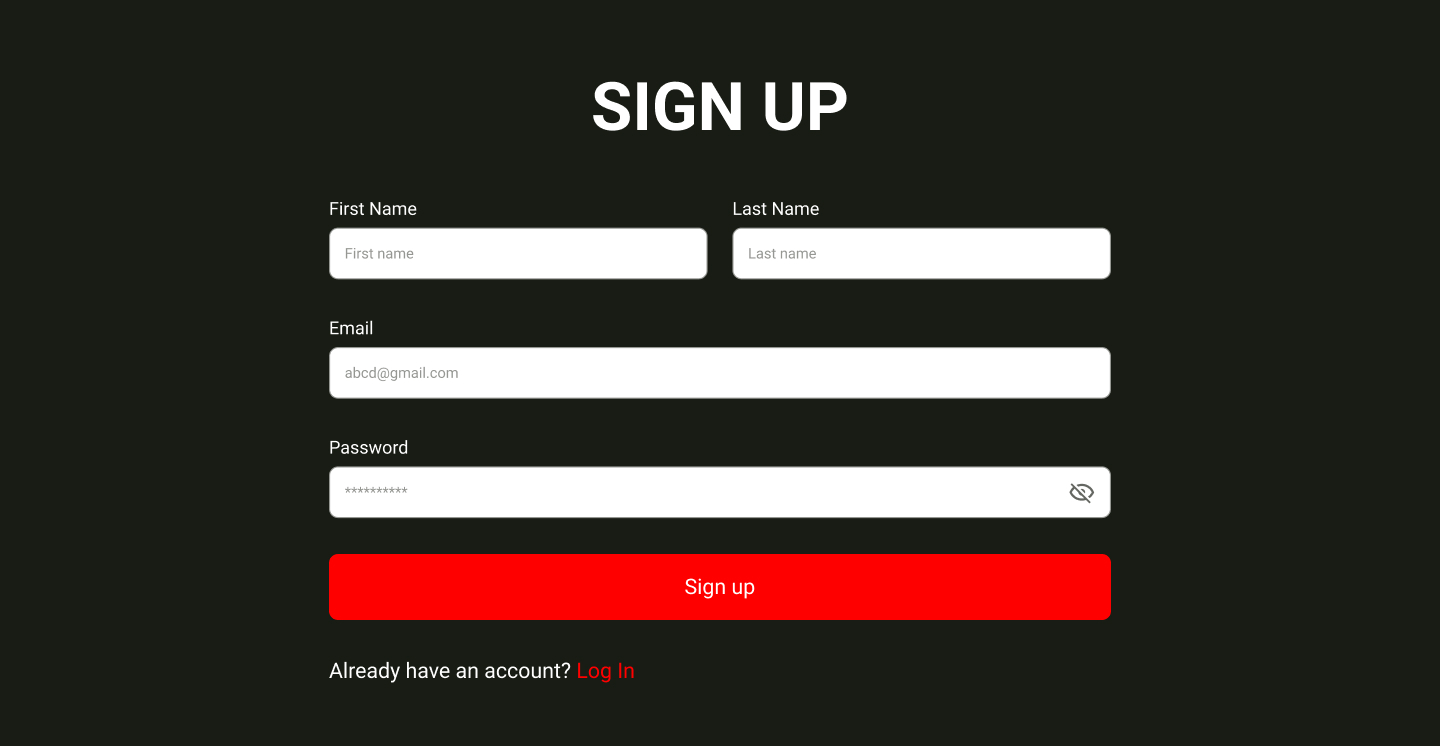 SIGN UP
First Name
Last Name
First name
Last name
Email
abcd@gmail.com
Password
**********
Sign up
Already have an account? Log In